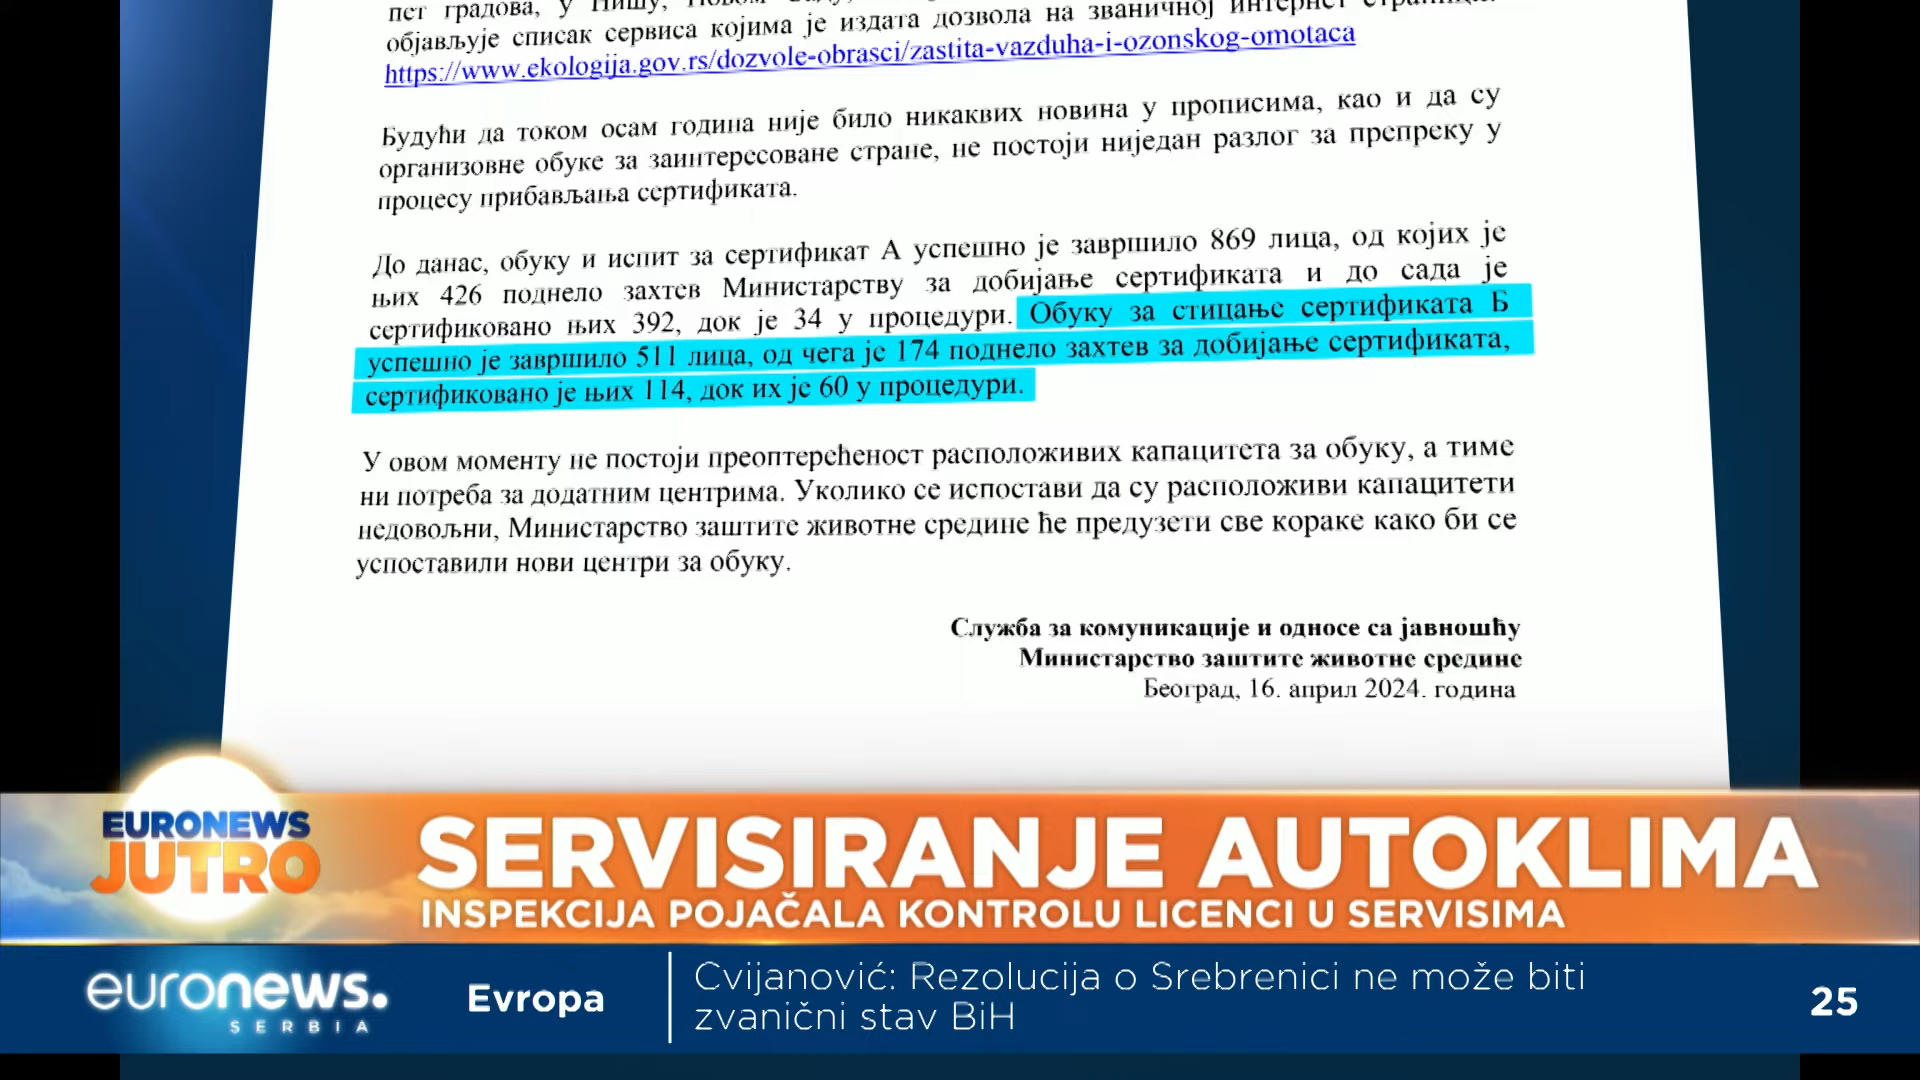 пет градова, у Нишу, Новом
објављује списак сервиса којима је издата дозвола на званичној интернет
https://www.ekologija.gov.rs/dozvole-obrasci/zastita-vazduha-i-ozonskog-omotaca
Будући да током осам година није било никаквих новина у прописима, као и да су
организовне обуке за заинтересоване стране, не постоји ниједан разлог за препреку у
процесу прибављања сертификата.
До данас, обуку и испит за сертификат А успешно је завршило 869 лица, од којих је
њих 426 поднело захтев Министарству за добијање сертификата и до сада је
сертификовано њих 392, док је 34 у процедури. Обуку за стицање сертификата Б
успешно је завршило 511 лица, од чега је 174 поднело захтев за добијање сертификата,
сертификовано је њих 114, док их је 60 у процедури.
У овом моменту не постоји преоптерећеност расположивих капацитета за обуку, а тиме
ни потреба за додатним центрима. Уколико се испостави да су расположиви капацитети
недовољни, Министарство заштите животне средине ће предузети све кораке како би се
успоставили нови центри за обуку.
Служба за комуникације и односе са јавношћу
Министарство заштите животне средине
Београд, 16. април 2024. година
EURONEWS
JUTRO
SERVISIRANJE AUTOKLIMA
INSPEKCIJA POJAČALA KONTROLU LICENCI U SERVISIMA
euronews.
SERBIA
Evropa
Cvijanović: Rezolucija o Srebrenici ne može biti
zvanični stav BiH
25